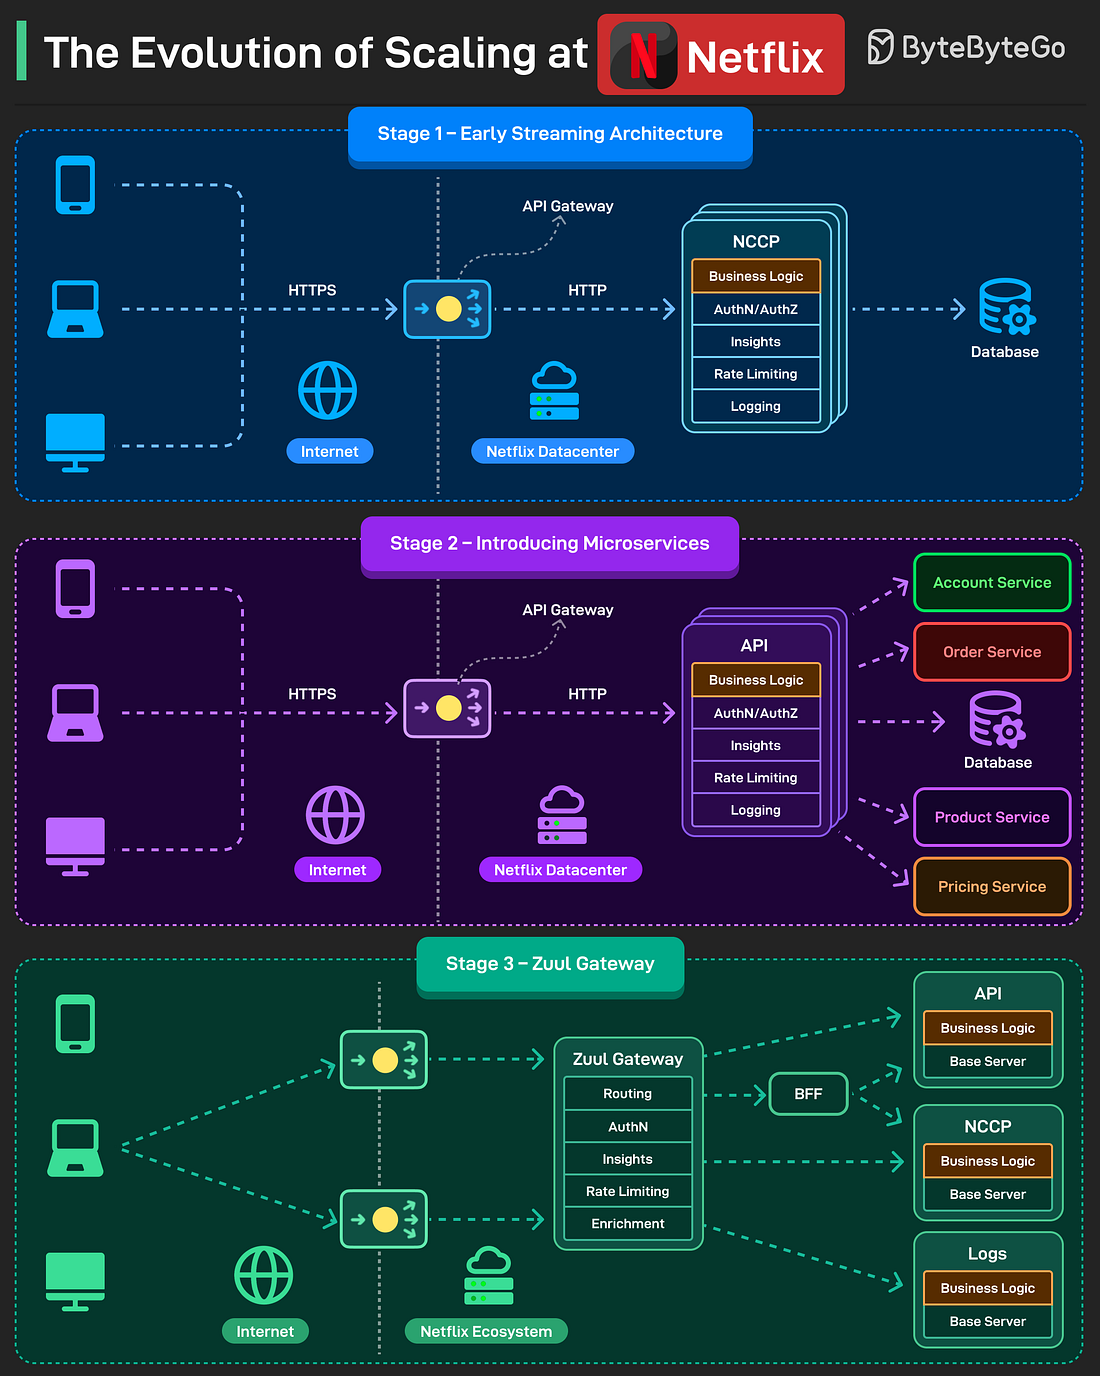 The Evolution of Scaling at Netflix
ByteByteGo
Stage 1 – Early Streaming Architecture
API Gateway
HTTPS
HTTP
NCCP
Business Logic
AuthN/AuthZ
Insights
Rate Limiting
Logging
Database
Internet
Netflix Datacenter
Stage 2 – Introducing Microservices
API Gateway
HTTPS
HTTP
API
Business Logic
AuthN/AuthZ
Insights
Rate Limiting
Logging
Account Service
Order Service
Database
Product Service
Pricing Service
Internet
Netflix Datacenter
Stage 3 – Zuul Gateway
Zuul Gateway
Routing
AuthN
Insights
Rate Limiting
Enrichment
BFF
API
Business Logic
Base Server
NCCP
Business Logic
Base Server
Logs
Business Logic
Base Server
Internet
Netflix Ecosystem